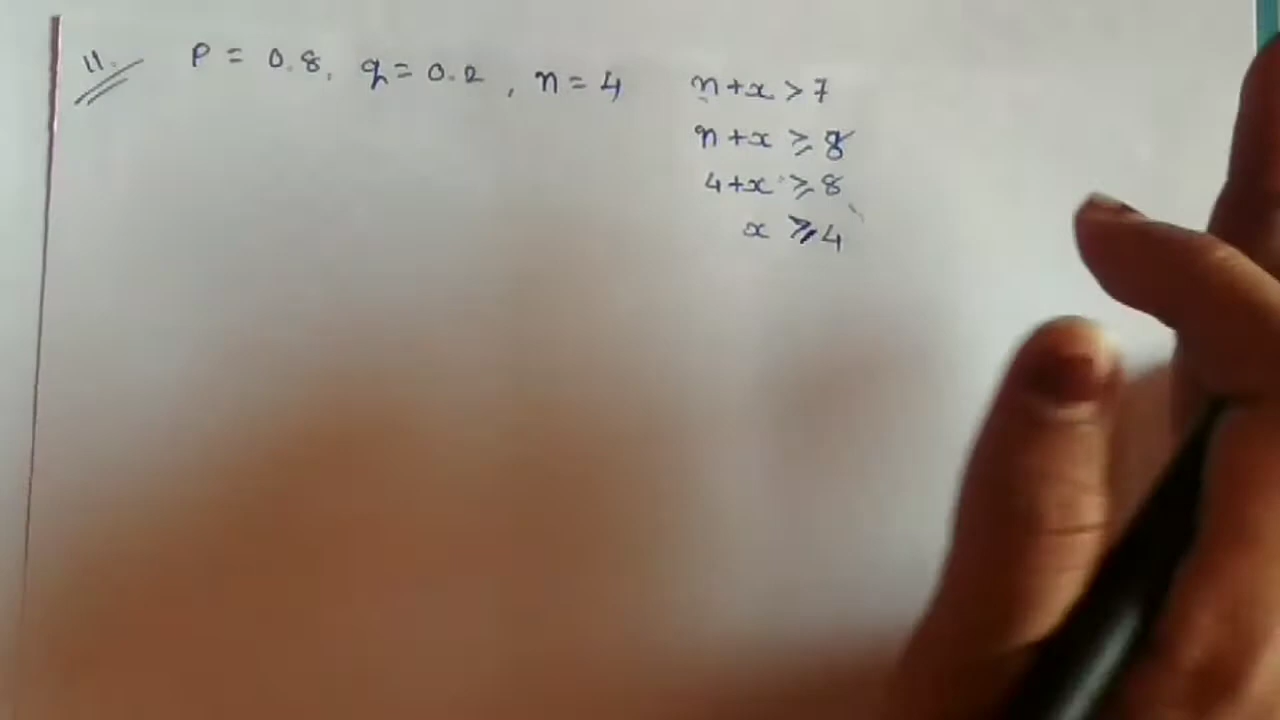 11. P = 0.8, q = 0.2, n = 4
n + x > 7
n + x ≥ 8
4 + x ≥ 8
x ≥ 4